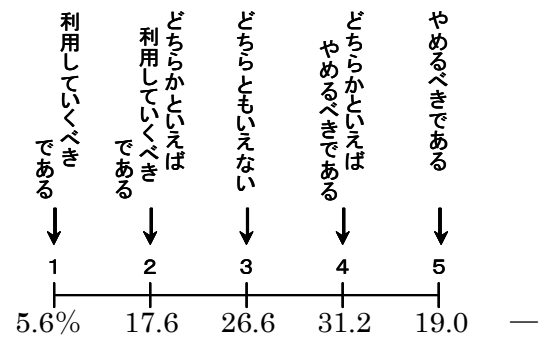 利用していくべき
である
どちらかといえば
利用していくべき
である
どちらともいえない
どちらかといえば
やめるべきである
やめるべきである
1 2 3 4 5
5.6% 17.6 26.6 31.2 19.0 —